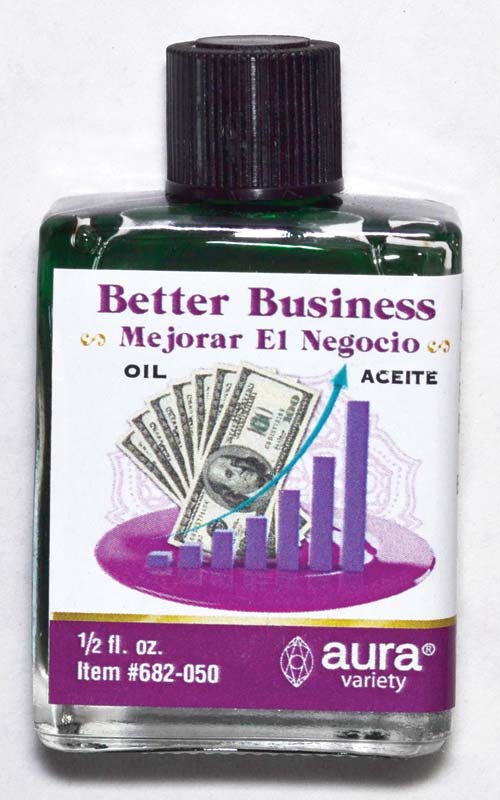 Better Business
Mejorar El Negocio
OIL
ACEITE
1/2 fl. oz.
Item #682-050
aura®
variety